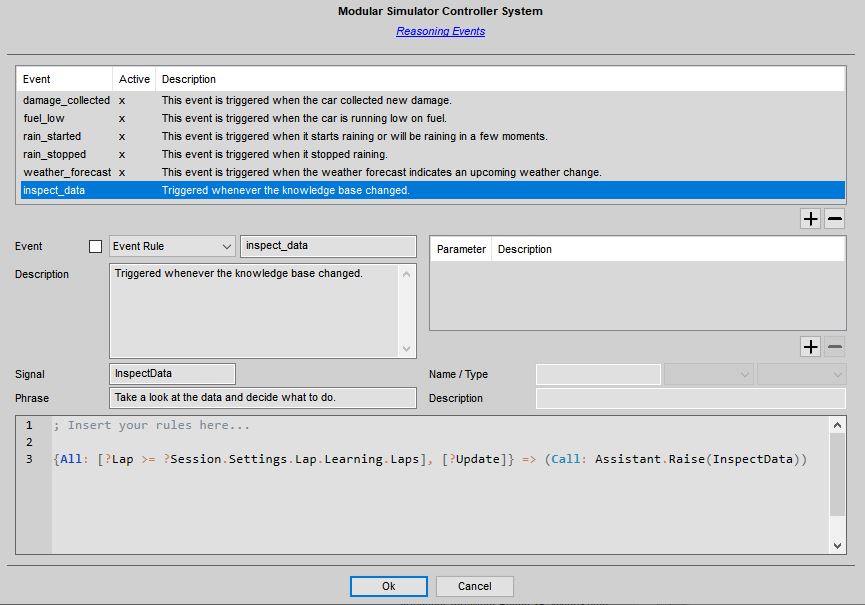 Modular Simulator Controller System
Reasoning Events
Event Active Description
damage_collected x This event is triggered when the car collected new damage.
fuel_low x This event is triggered when the car is running low on fuel.
rain_started x This event is triggered when it starts raining or will be raining in a few moments.
rain_stopped x This event is triggered when it stopped raining.
weather_forecast x This event is triggered when the weather forecast indicates an upcoming weather change.
inspect_data Triggered whenever the knowledge base changed.
Event Event Rule inspect_data
Parameter Description
Description Triggered whenever the knowledge base changed.
Signal InspectData
Name / Type
Phrase Take a look at the data and decide what to do.
Description
1 ; Insert your rules here...
2
3 {All: [?Lap >= ?Session.Settings.Lap.Learning.Laps], [?Update]} => (Call: Assistant.Raise(InspectData))
Ok Cancel